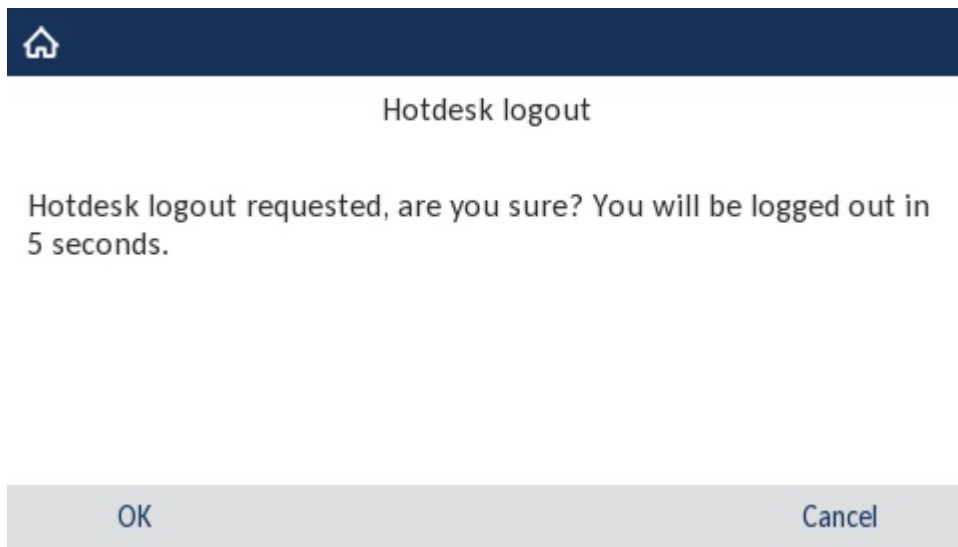 Hotdesk logout
Hotdesk logout requested, are you sure? You will be logged out in
5 seconds.
OK
Cancel